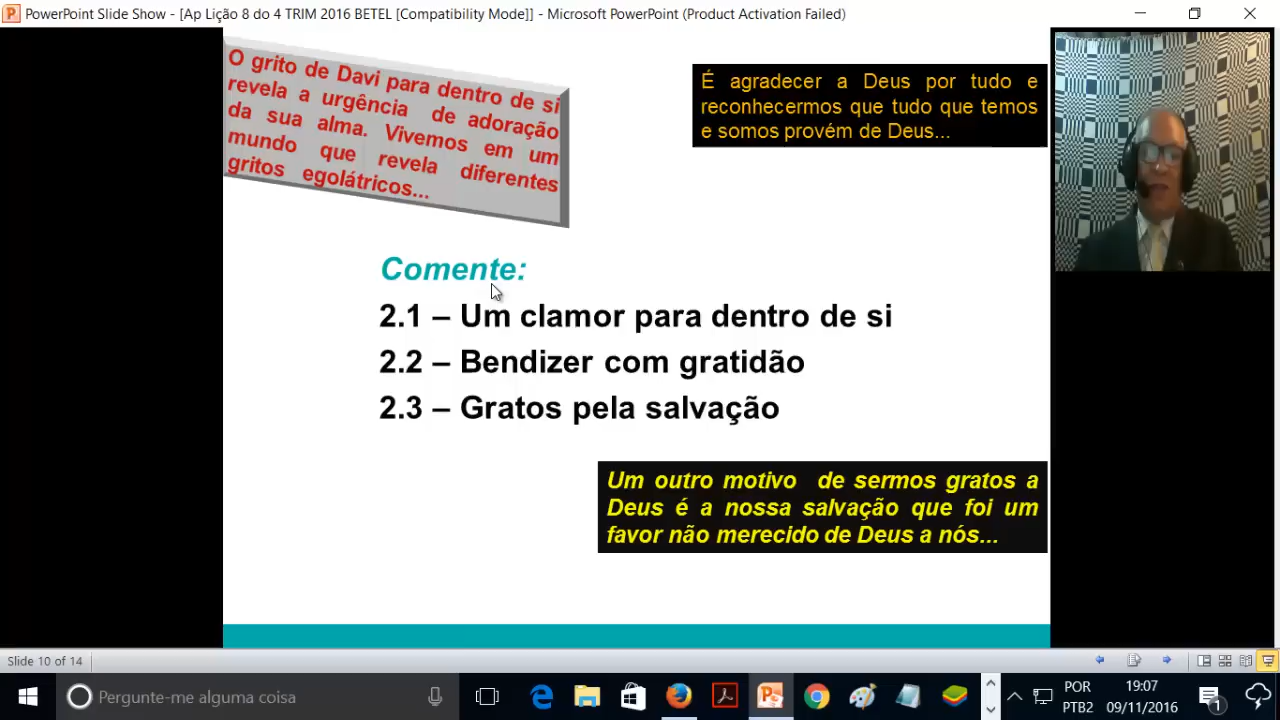 PowerPoint Slide Show - [Ap Lição 8 do 4 TRIM 2016 BETEL [Compatibility Mode]] - Microsoft PowerPoint (Product Activation Failed)
O grito de Davi para dentro de si
revela a urgência de adoração
da sua alma. Vivemos em um
mundo que revela diferentes
gritos egolátricos...
É agradecer a Deus por tudo e
reconhecermos que tudo que temos
e somos provém de Deus...
Comente:
2.1 – Um clamor para dentro de si
2.2 – Bendizer com gratidão
2.3 – Gratos pela salvação
Um outro motivo de sermos gratos a
Deus é a nossa salvação que foi um
favor não merecido de Deus a nós...
Slide 10 of 14
Pergunte-me alguma coisa
POR
PTB2
19:07
09/11/2016
1